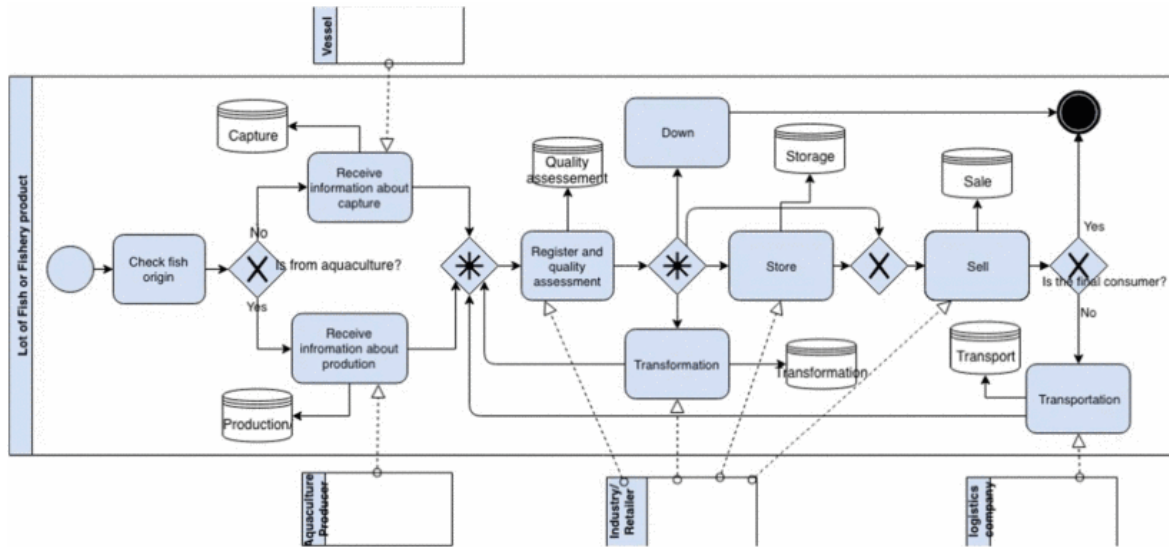 Vessel
Lot of Fish or Fishery product
Capture
Receive
information about
capture
No
Check fish
origin
Is from aquaculture?
Yes
Receive
infromation about
prodution
Production/
Quality
assessement
Register and
quality
assessment
Down
Storage
Store
Transformation
Transformation
Sale
Sell
Yes
Is the final consumer?
No
Transport
Transportation
Aquaculture
Producer
Industry/
Retailer
logistics
company